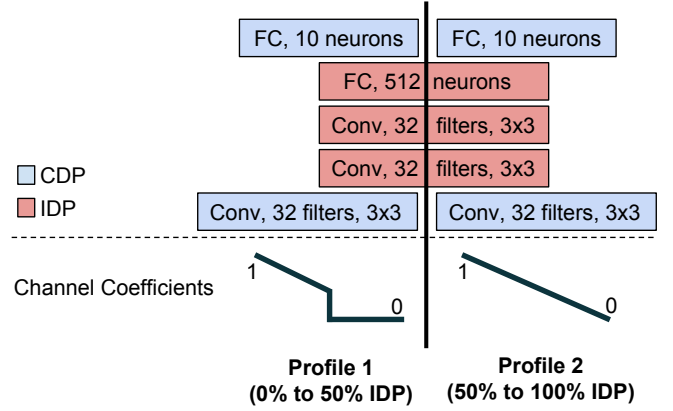 FC, 10 neurons FC, 10 neurons
FC, 512 neurons
Conv, 32 filters, 3x3
Conv, 32 filters, 3x3
CDP
IDP
Conv, 32 filters, 3x3 Conv, 32 filters, 3x3
Channel Coefficients
1 0 1 0
Profile 1 Profile 2
(0% to 50% IDP) (50% to 100% IDP)